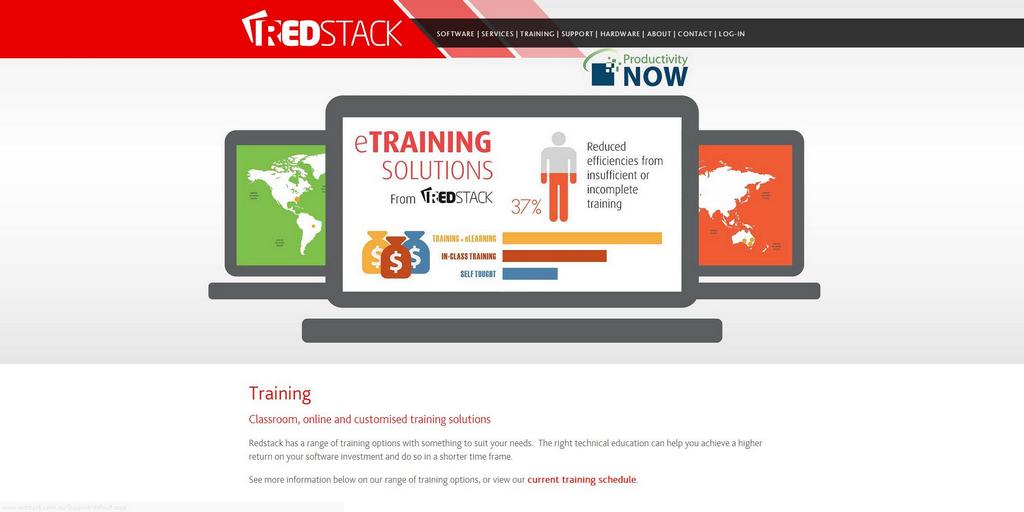 REDSTACK
SOFTWARE | SERVICES | TRAINING | SUPPORT | HARDWARE | ABOUT | CONTACT | LOG-IN
Productivity
NOW
eTRAINING
SOLUTIONS
From REDSTACK
37%
Reduced
efficiencies from
insufficient or
incomplete
training
TRAINING + eLEARNING
IN-CLASS TRAINING
SELF TOUGHT
Training
Classroom, online and customised training solutions
Redstack has a range of training options with something to suit your needs. The right technical education can help you achieve a higher
return on your software investment and do so in a shorter time frame.
See more information below on our range of training options, or view our current training schedule.